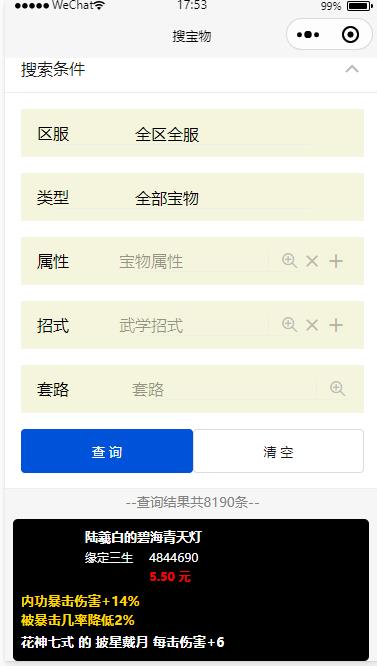 WeChat 17:53 99%
搜宝物
搜索条件
区服 全区全服
类型 全部宝物
属性 宝物属性
招式 武学招式
套路 套路
查询 清空
--查询结果共8190条--
陆羲白的碧海青天灯
缘定三生 4844690
5.50 元
内功暴击伤害+14%
被暴击几率降低2%
花神七式 的 披星戴月 每击伤害+6